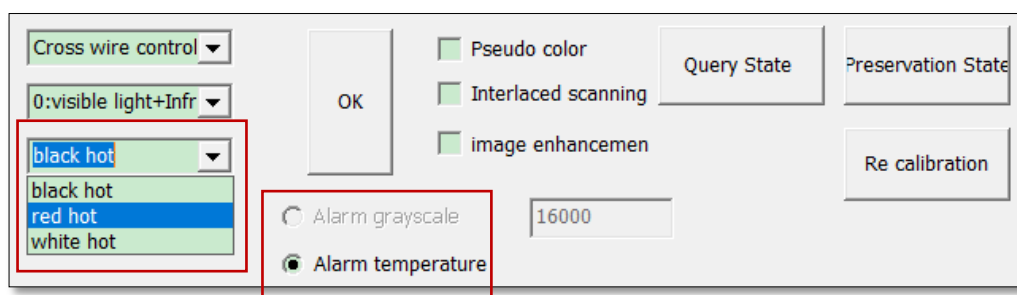 Cross wire control
0:visible light+Infr
black hot
black hot
red hot
white hot
OK
Pseudo color
Interlaced scanning
image enhancemen
Query State
Preservation State
Re calibration
Alarm grayscale
16000
Alarm temperature